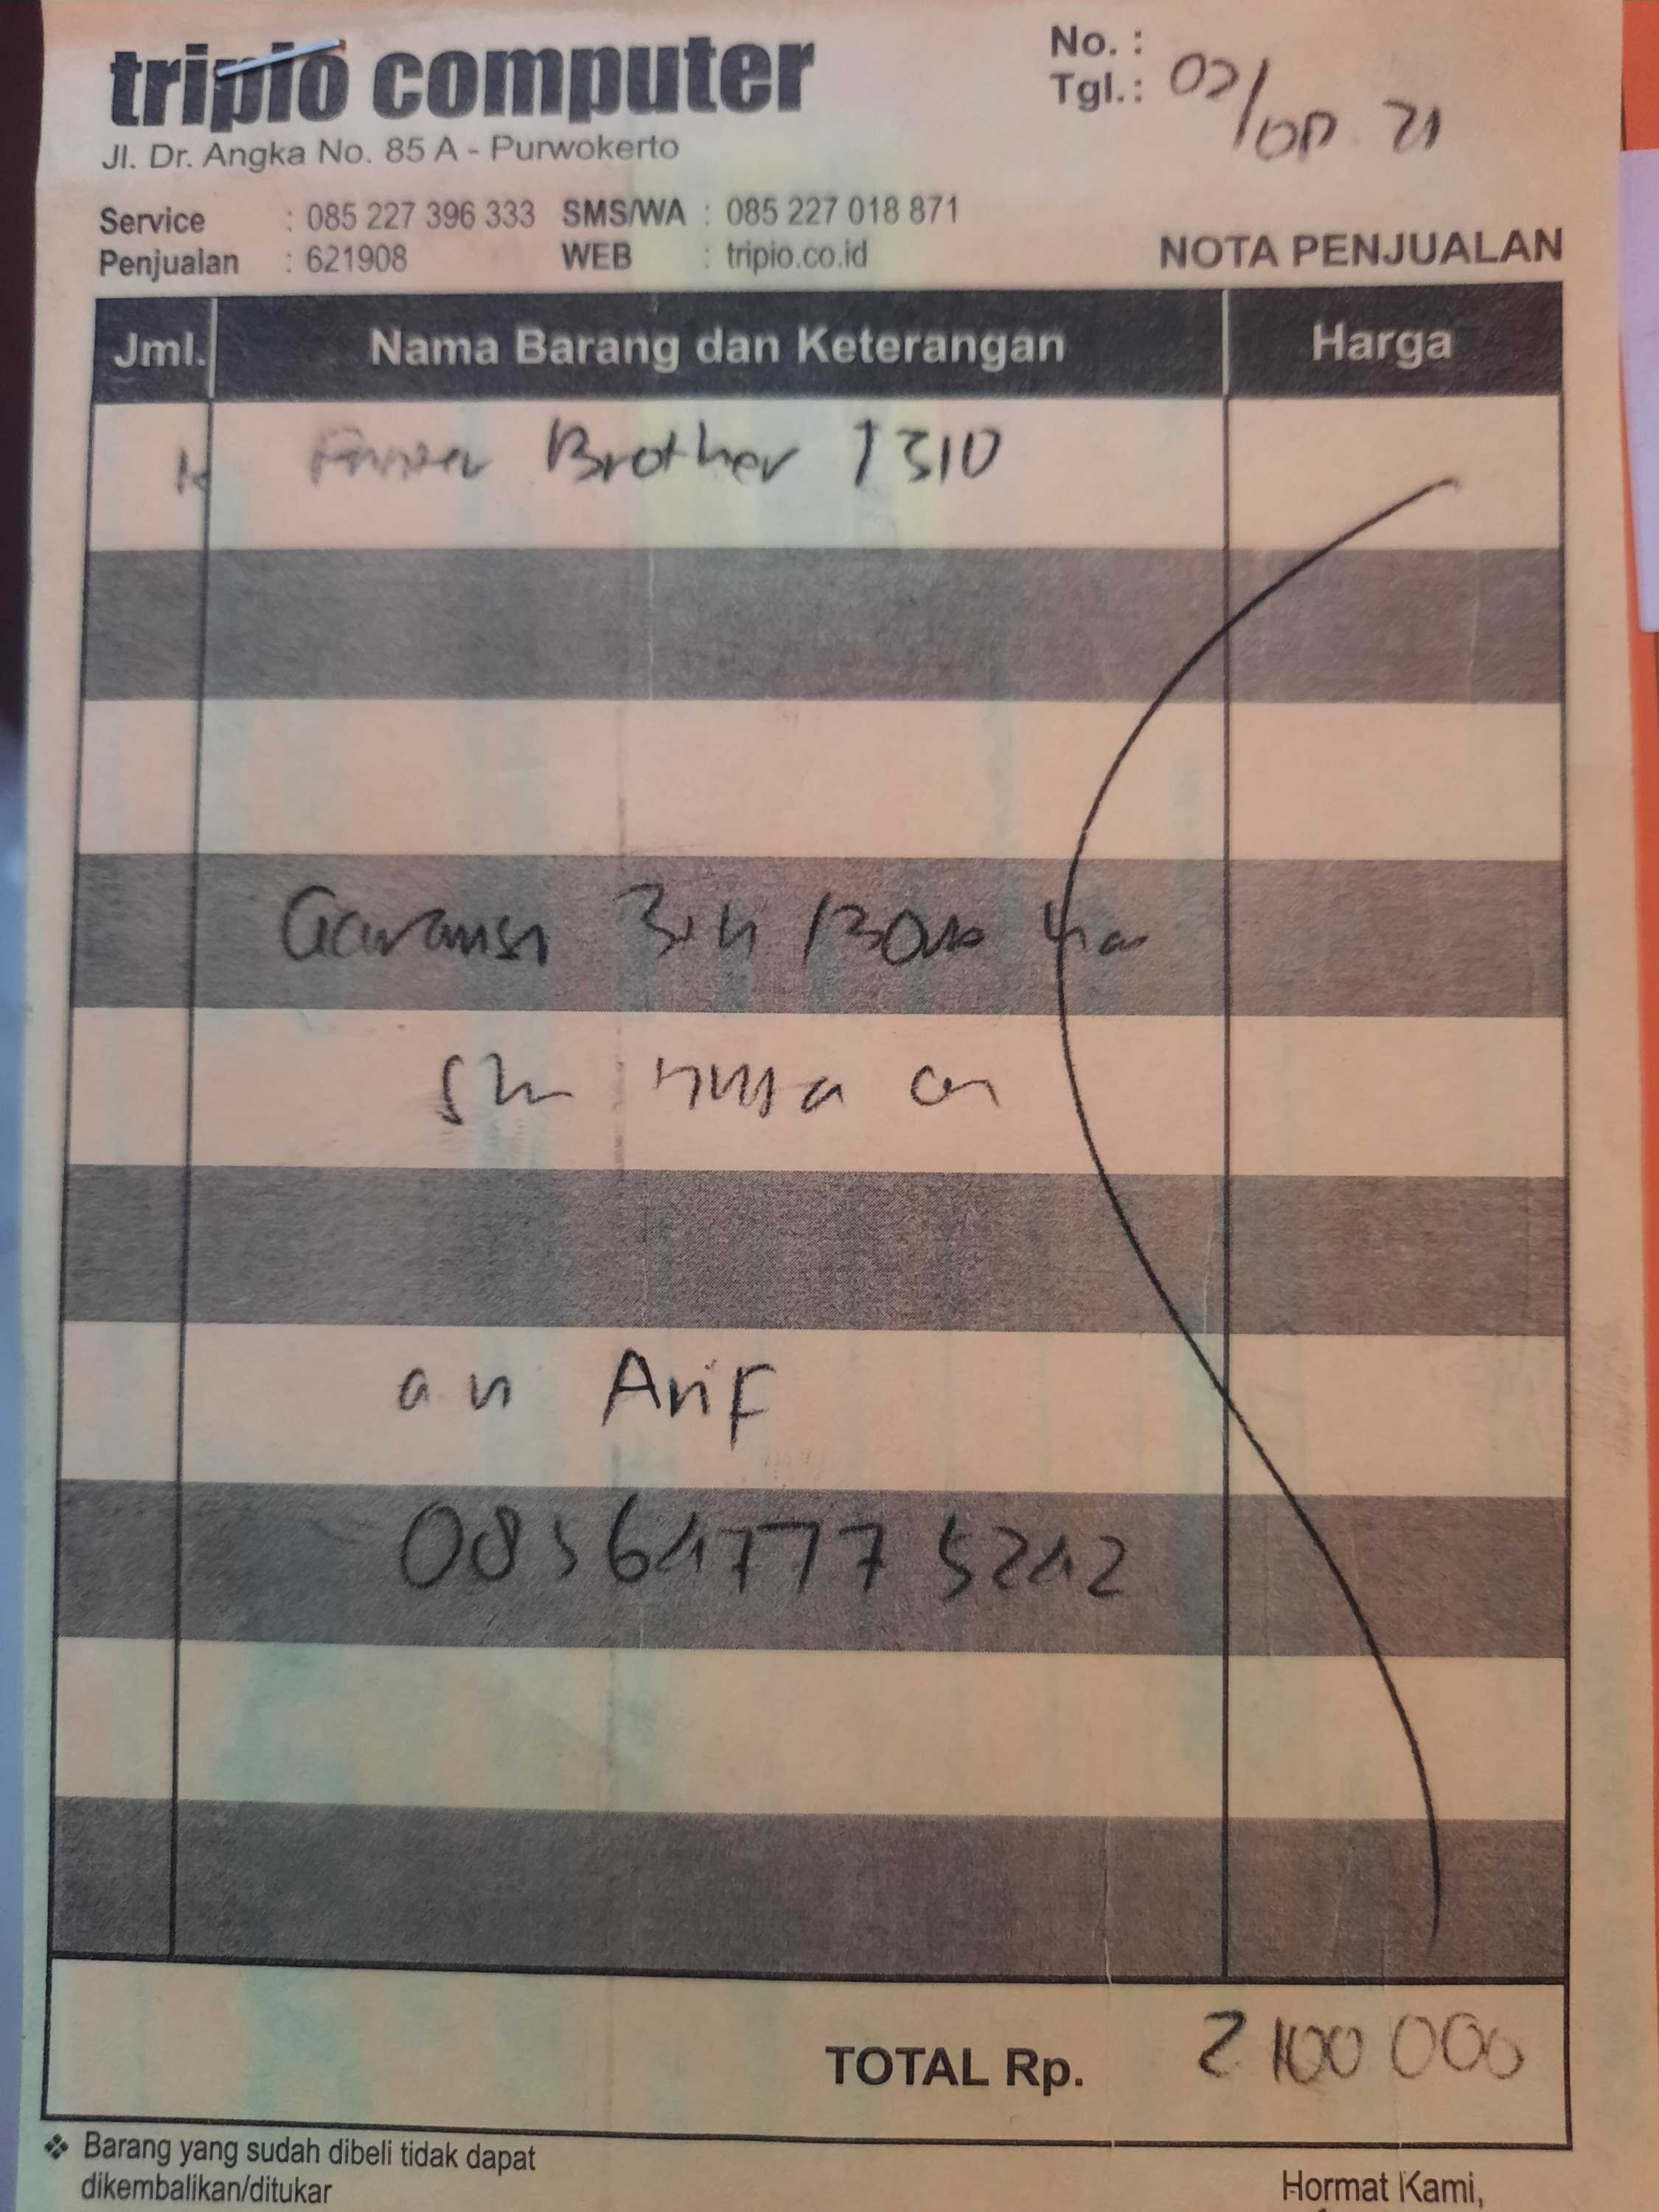 tripio computer
Jl. Dr. Angka No. 85 A - Purwokerto
No. :
Tgl. : 02/ 21
Service : 085 227 396 333 SMS/WA : 085 227 018 871
Penjualan : 621908 WEB : tripio.co.id
NOTA PENJUALAN
Jml. Nama Barang dan Keterangan Harga
Brother T310
Garansi
an Arif
TOTAL Rp. 2100 000
❖ Barang yang sudah dibeli tidak dapat
dikembalikan/ditukar
Hormat Kami,